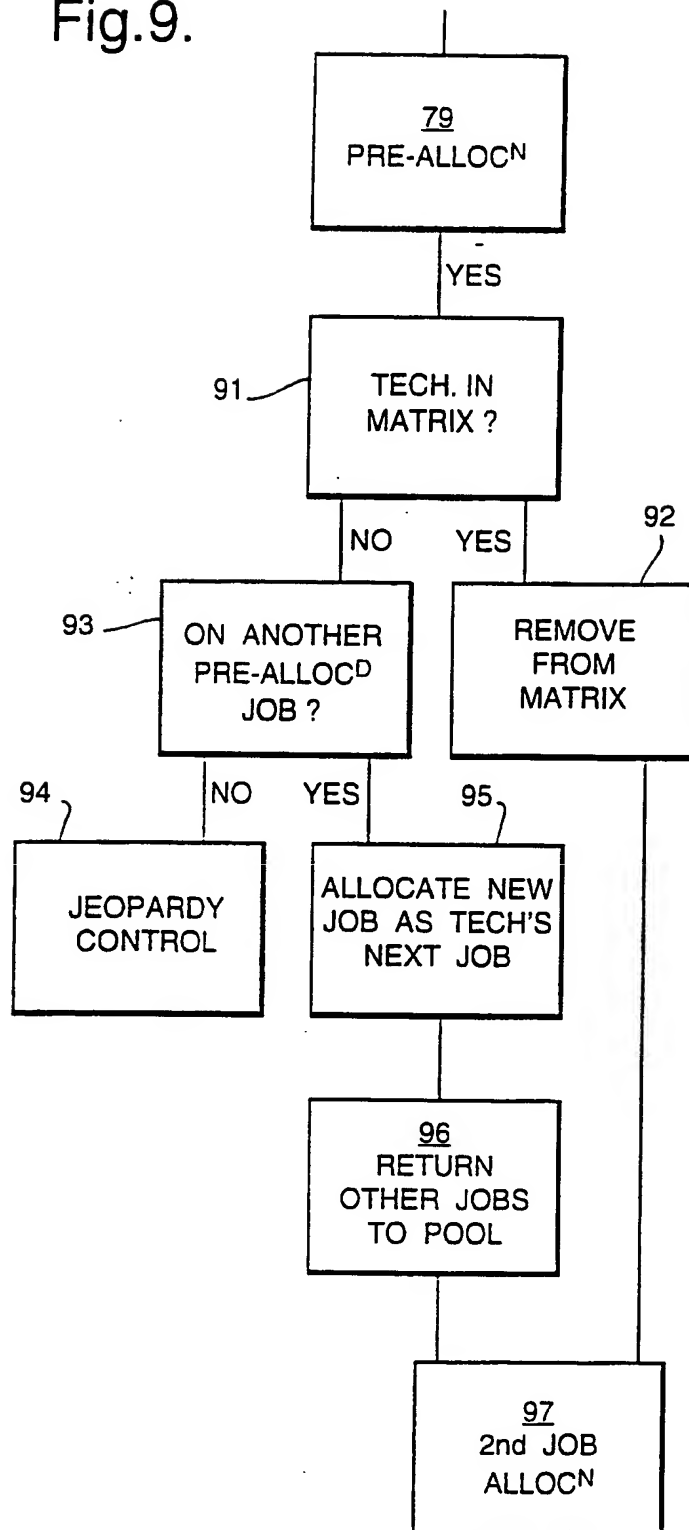 Fig.9.
79
PRE-ALLOCN
YES
91
TECH. IN
MATRIX ?
NO
YES
92
93
ON ANOTHER
PRE-ALLOCD
JOB ?
REMOVE
FROM
MATRIX
NO
YES
94
95
JEOPARDY
CONTROL
ALLOCATE NEW
JOB AS TECH'S
NEXT JOB
96
RETURN
OTHER JOBS
TO POOL
97
2nd JOB
ALLOCN